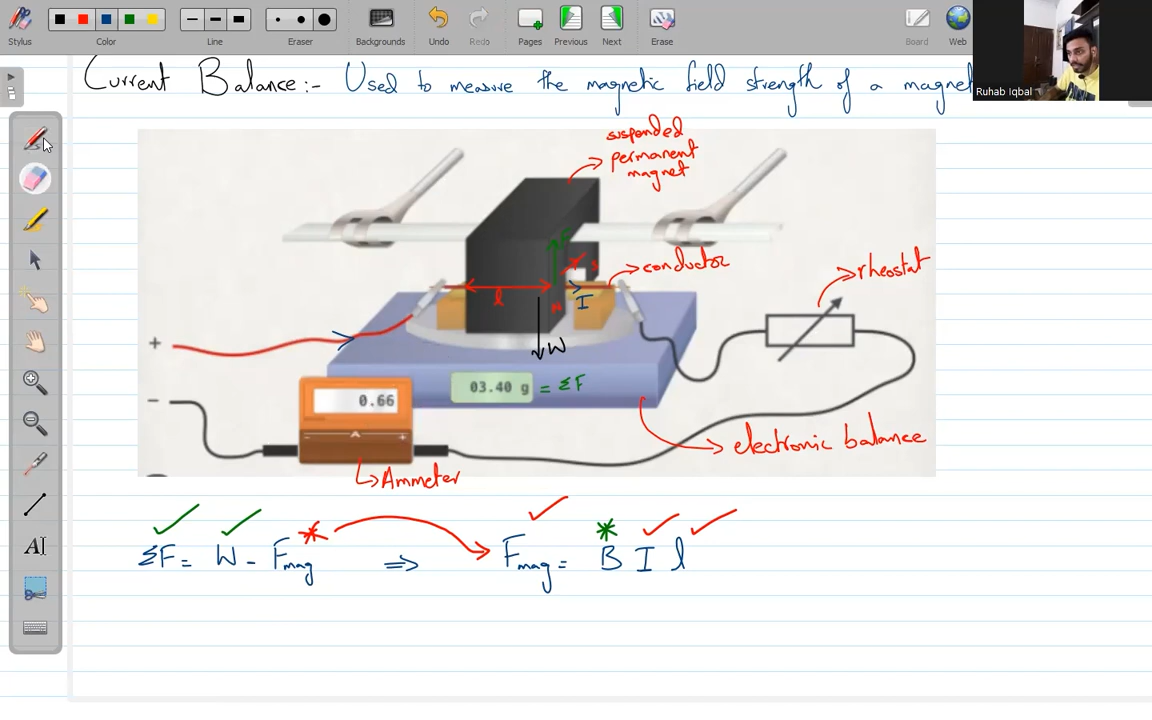 Stylus
Color
Line
Eraser
Backgrounds
Undo
Redo
Pages
Previous
Next
Erase
Board
Web
Ruhab Iqbal
Current Balance:- Used to measure the magnetic field strength of a magnet
suspended
permanent
magnet
F
S
conductor
rheostat
l
N
I
+
W
03.40 g = ΣF
−
0.66
− A +
electronic balance
Ammeter
ΣF = W - Fmag ⇒ Fmag = B I l
A